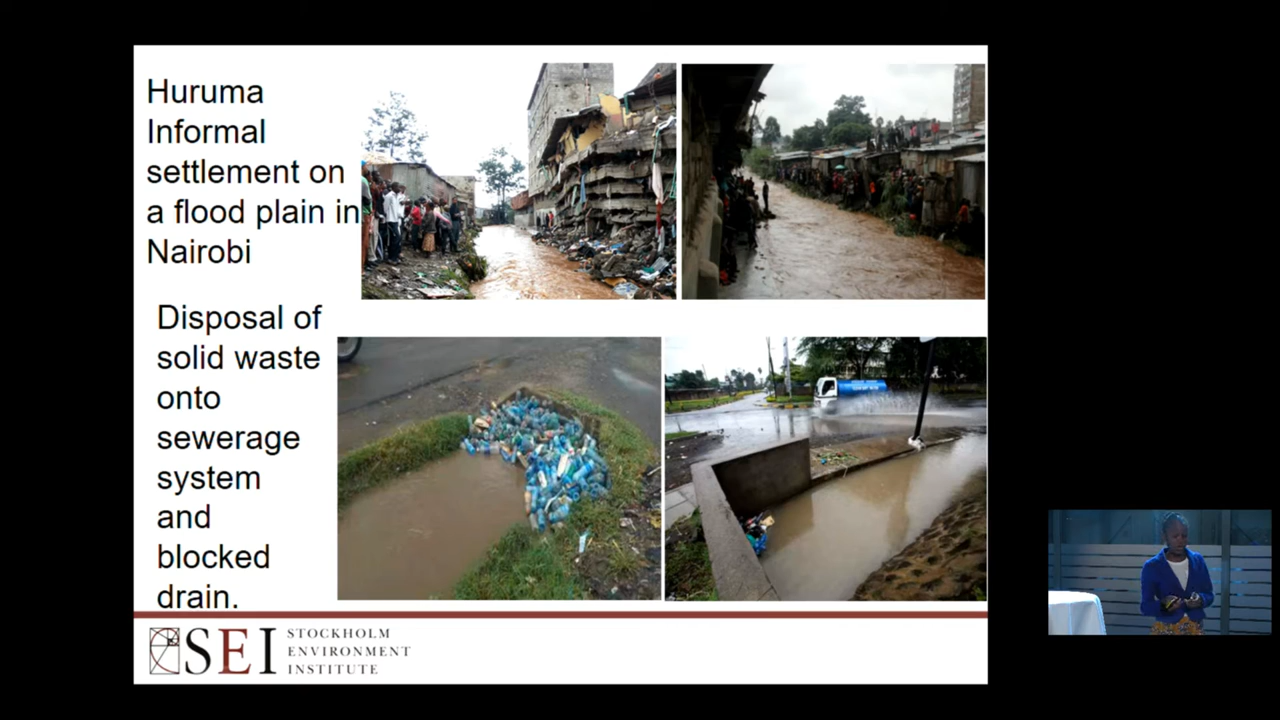 Huruma
Informal
settlement on
a flood plain in
Nairobi
Disposal of
solid waste
onto
sewerage
system
and
blocked
drain.
SEI
STOCKHOLM
ENVIRONMENT
INSTITUTE